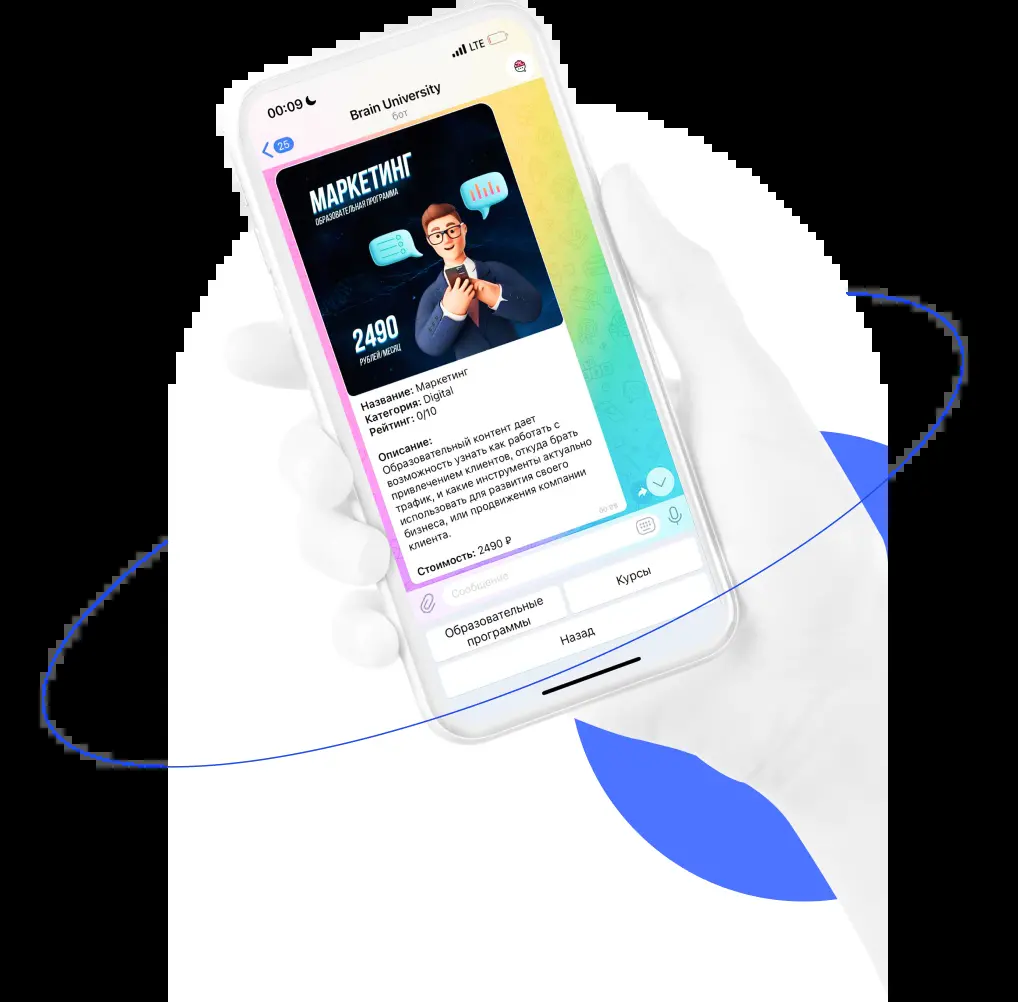 00:09
LTE
25
Brain University
бот
МАРКЕТИНГ
ОБРАЗОВАТЕЛЬНАЯ ПРОГРАММА
2490
РУБЛЕЙ/МЕСЯЦ
Название: Маркетинг
Категория: Digital
Рейтинг: 0/10
Описание:
Образовательный контент дает
возможность узнать как работать с
привлечением клиентов, откуда брать
трафик, и какие инструменты актуально
использовать для развития своего
бизнеса, или продвижения компании
клиента.
Стоимость: 2490 ₽
Сообщение
Образовательные
программы
Курсы
Назад